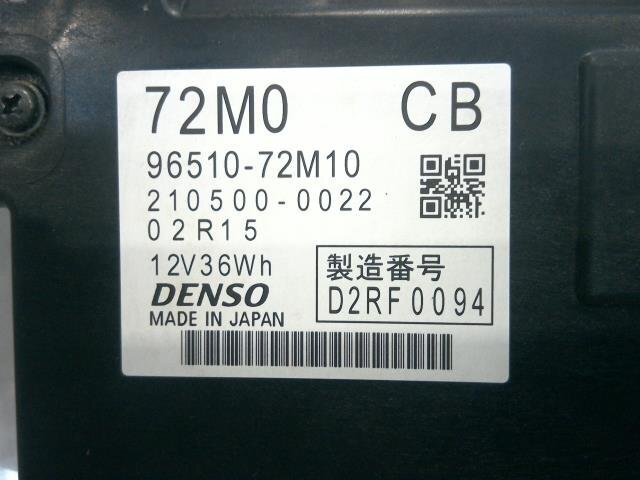 72M0 CB
96510-72M10
210500-0022
02R15
12V36Wh
DENSO
MADE IN JAPAN
製造番号
D2RF0094